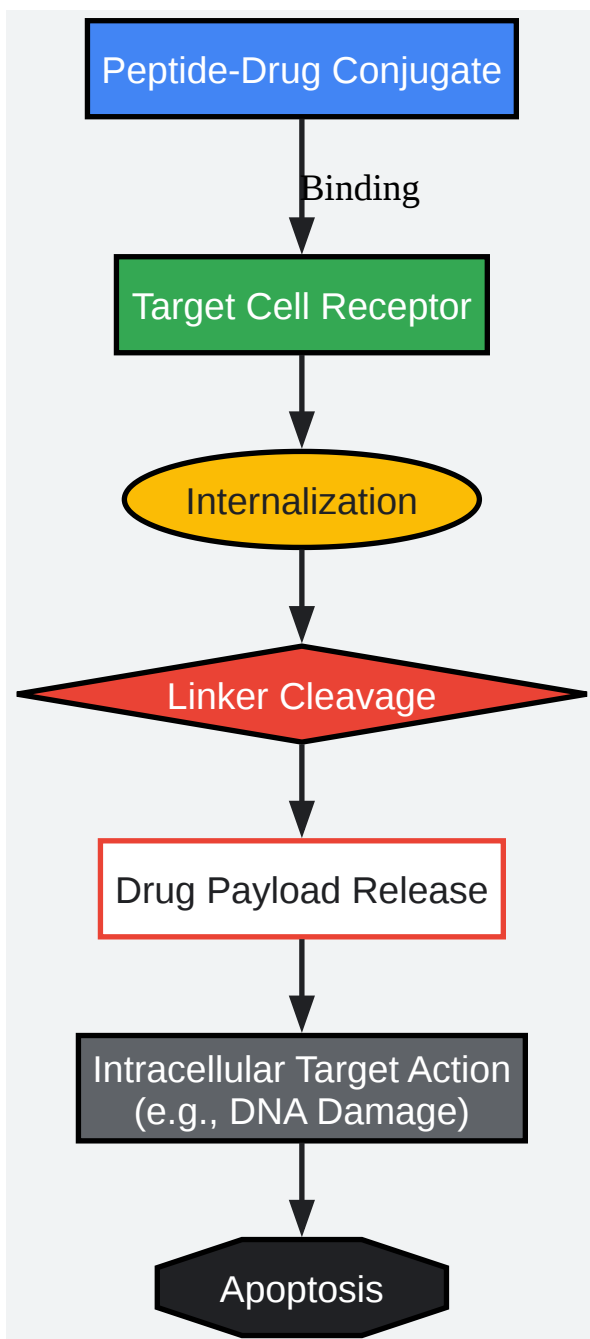 Peptide-Drug Conjugate
Binding
Target Cell Receptor
Internalization
Linker Cleavage
Drug Payload Release
Intracellular Target Action
(e.g., DNA Damage)
Apoptosis